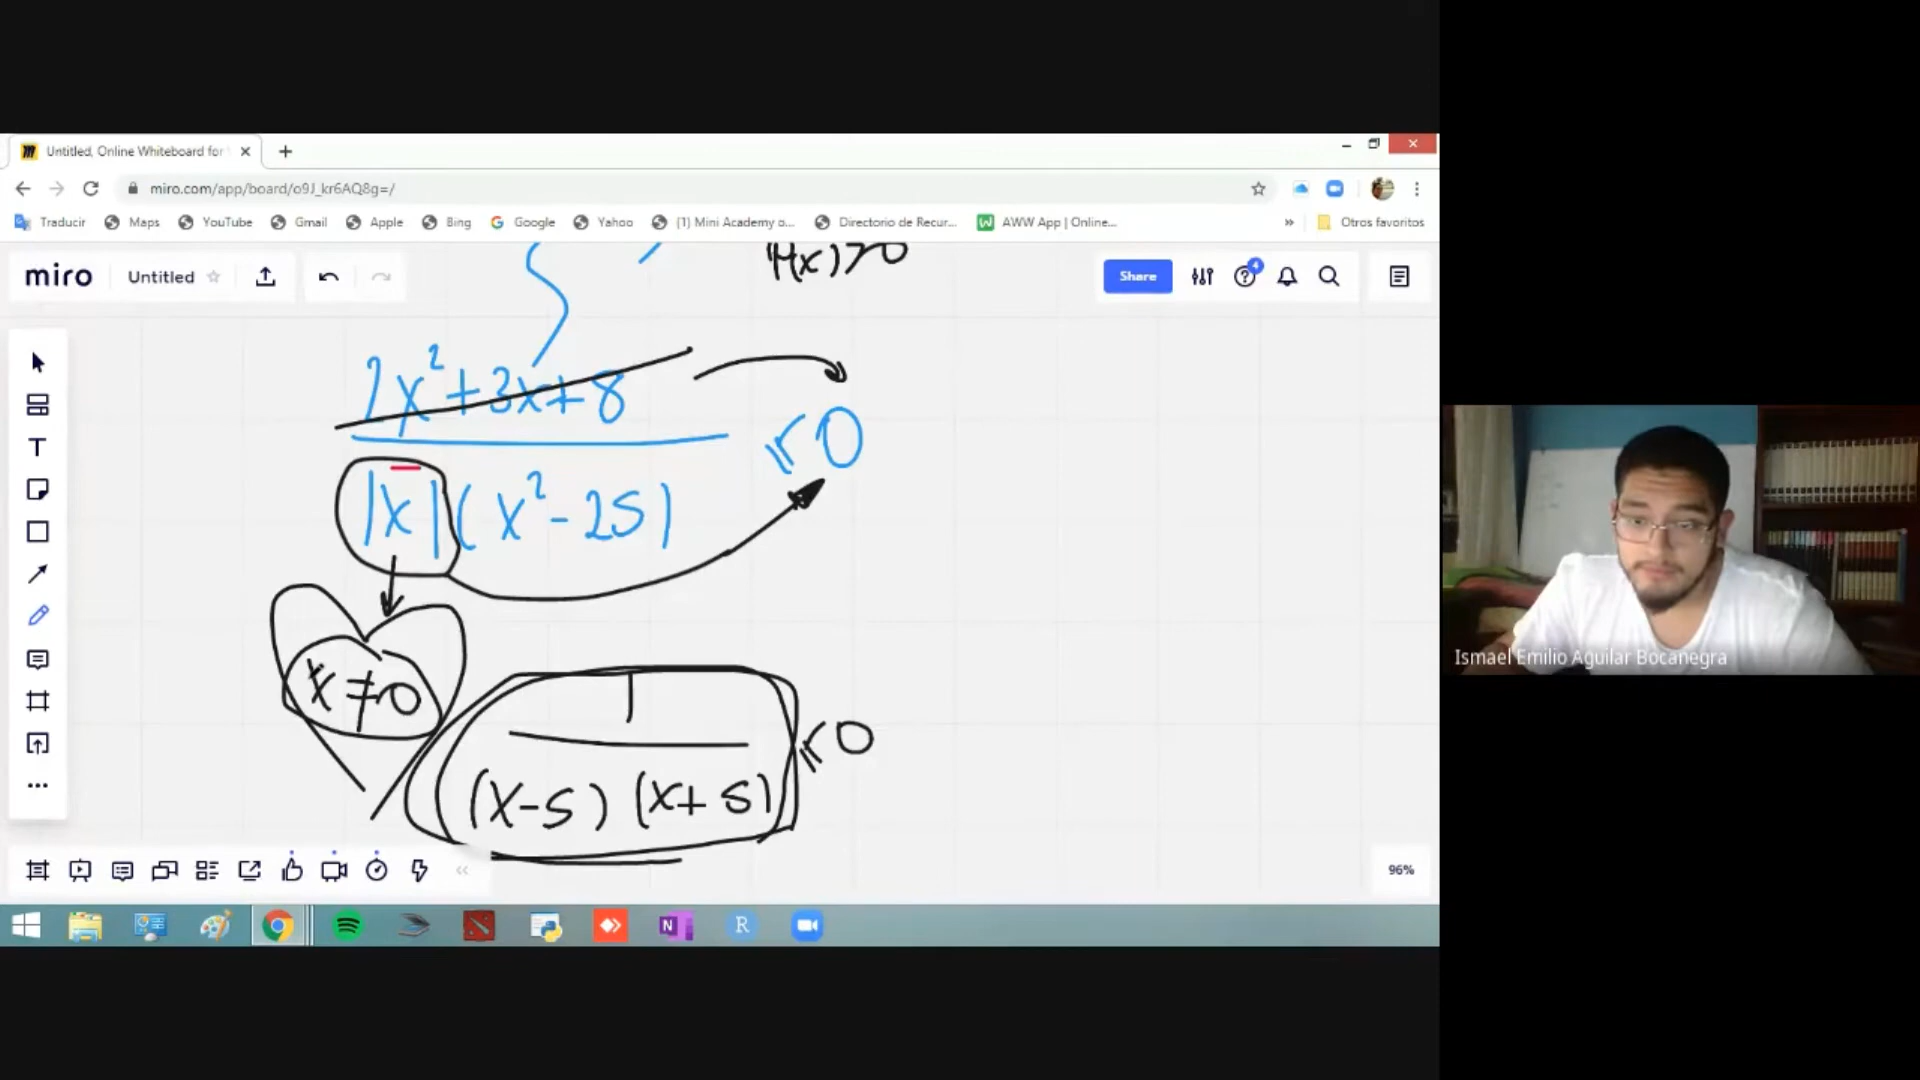 Untitled, Online Whiteboard for
miro.com/app/board/o9J_kr6AQ8g=/
Traducir Maps YouTube Gmail Apple Bing Google Yahoo (1) Mini Academy o... Directorio de Recur... AWW App | Online... » Otros favoritos
H(x) > 0
miro Untitled Share 4
2x² + 3x + 8
≤ 0
|x| (x² - 25)
x ≠ 0
1
≤ 0
(x-5) (x+5)
96%
Ismael Emilio Aguilar Bocanegra